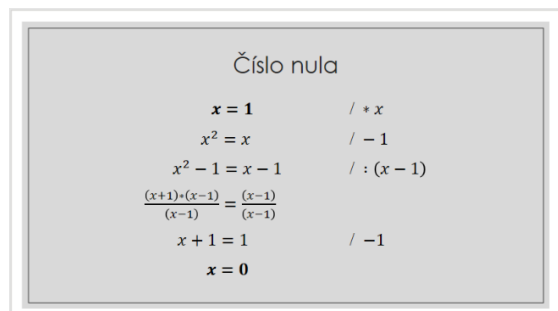 Číslo nula
x = 1 / * x
x² = x / − 1
x² − 1 = x − 1 / : (x − 1)
(x+1)*(x−1)/(x−1) = (x−1)/(x−1)
x + 1 = 1 / −1
x = 0